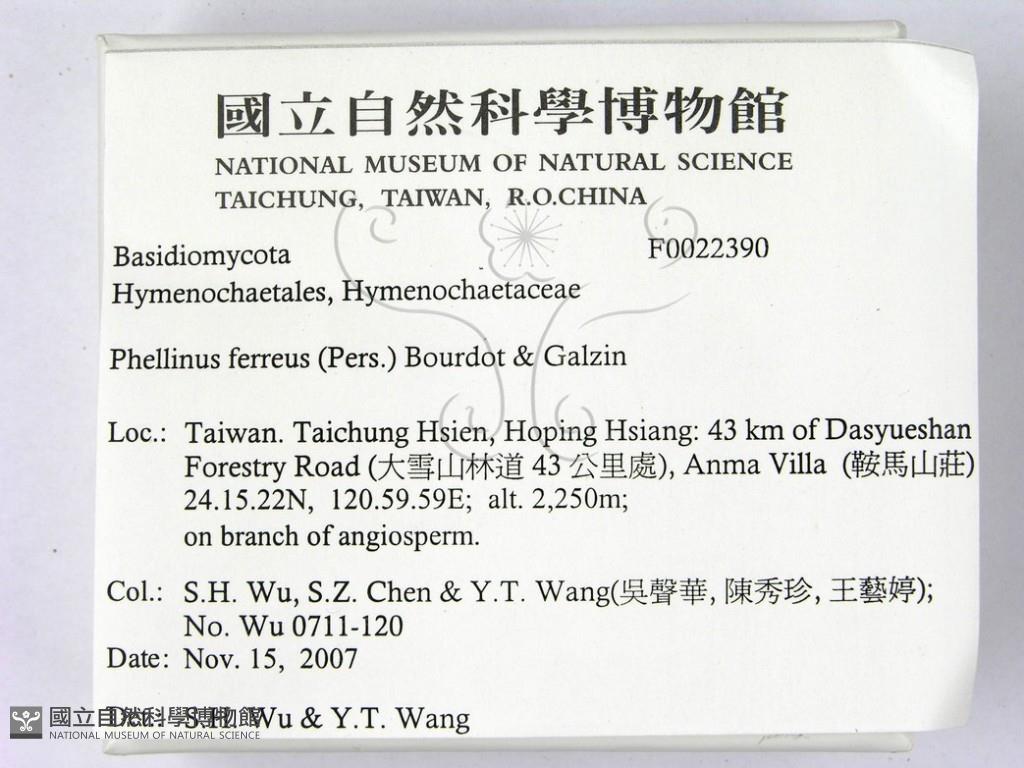 國立自然科學博物館
NATIONAL MUSEUM OF NATURAL SCIENCE
TAICHUNG, TAIWAN, R.O.CHINA
Basidiomycota F0022390
Hymenochaetales, Hymenochaetaceae
Phellinus ferreus (Pers.) Bourdot & Galzin
Loc.: Taiwan. Taichung Hsien, Hoping Hsiang: 43 km of Dasyueshan
Forestry Road (大雪山林道 43 公里處), Anma Villa (鞍馬山莊)
24.15.22N, 120.59.59E; alt. 2,250m;
on branch of angiosperm.
Col.: S.H. Wu, S.Z. Chen & Y.T. Wang(吳聲華, 陳秀珍, 王藝婷);
No. Wu 0711-120
Date: Nov. 15, 2007
Det.: S.H. Wu & Y.T. Wang
國立自然科學博物館
NATIONAL MUSEUM OF NATURAL SCIENCE